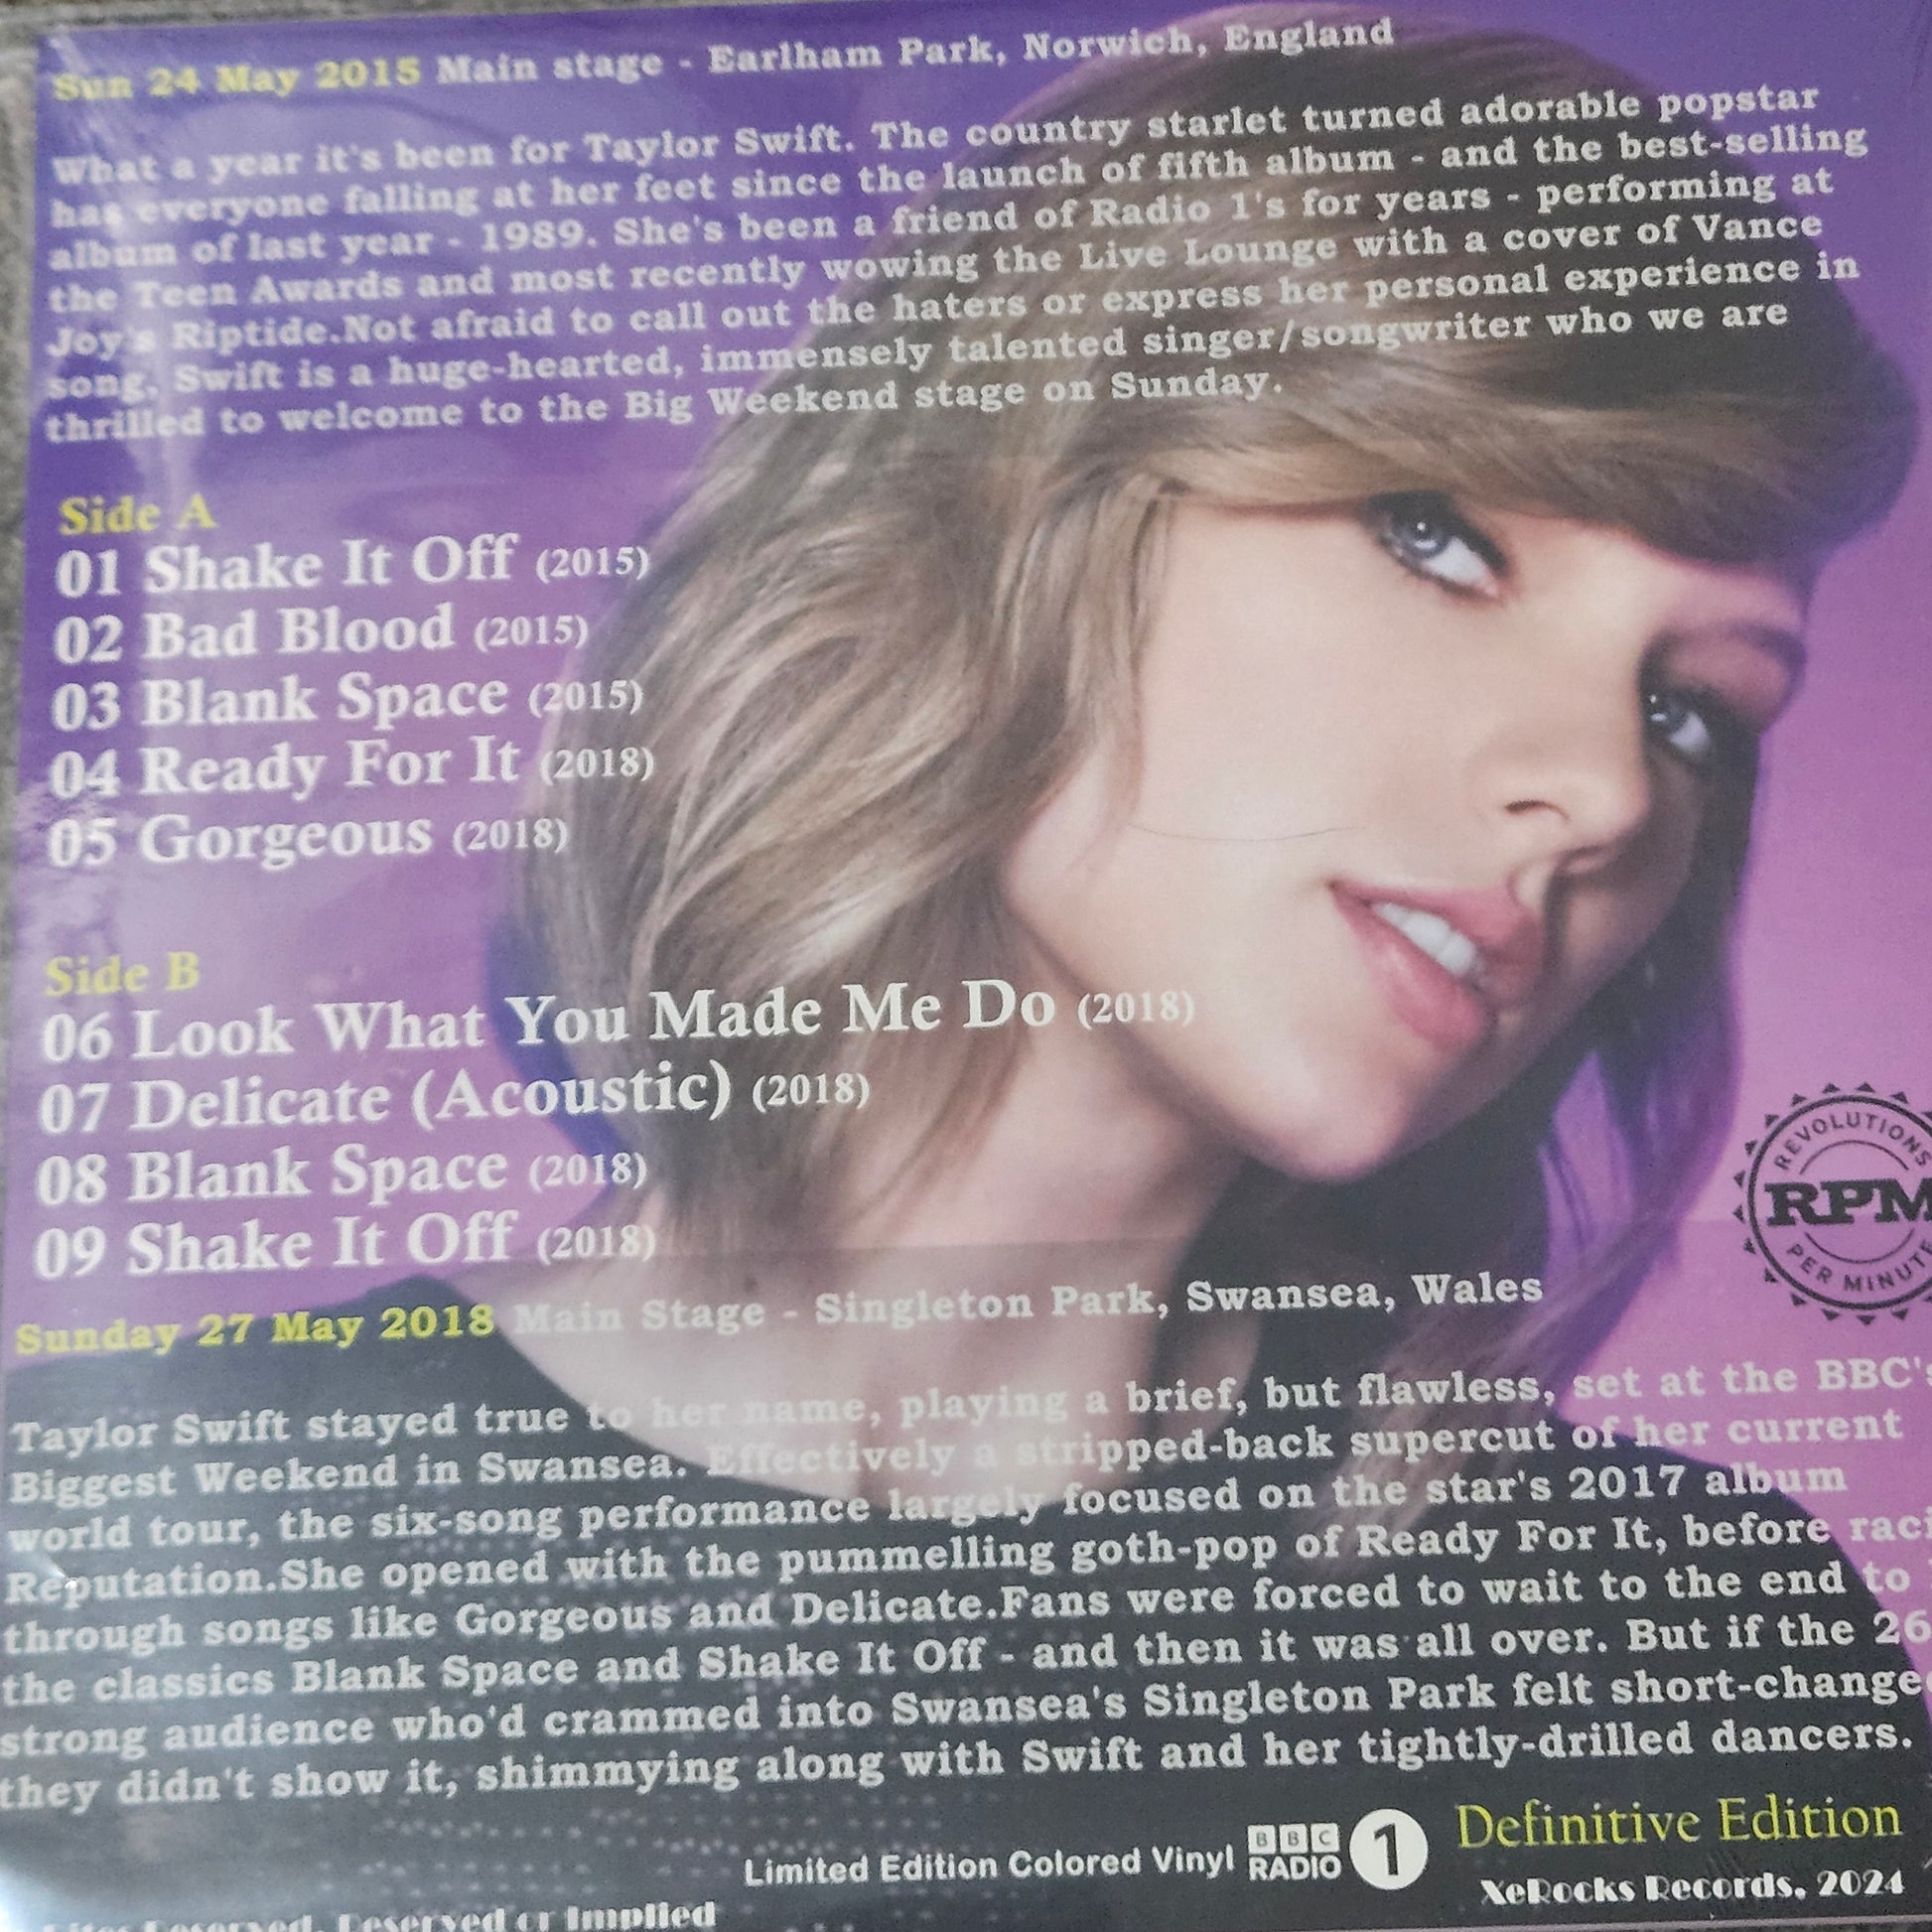 Sun 24 May 2015 Main stage - Earlham Park, Norwich, England
What a year it's been for Taylor Swift. The country starlet turned adorable popstar
has everyone falling at her feet since the launch of fifth album - and the best-selling
album of last year - 1989. She's been a friend of Radio 1's for years - performing at
the Teen Awards and most recently wowing the Live Lounge with a cover of Vance
Joy's Riptide.Not afraid to call out the haters or express her personal experience in
song, Swift is a huge-hearted, immensely talented singer/songwriter who we are
thrilled to welcome to the Big Weekend stage on Sunday.
Side A
01 Shake It Off (2015)
02 Bad Blood (2015)
03 Blank Space (2015)
04 Ready For It (2018)
05 Gorgeous (2018)
Side B
06 Look What You Made Me Do (2018)
07 Delicate (Acoustic) (2018)
08 Blank Space (2018)
09 Shake It Off (2018)
REVOLUTIONS
RPM
PER MINUTE
Sunday 27 May 2018 Main Stage - Singleton Park, Swansea, Wales
Taylor Swift stayed true to her name, playing a brief, but flawless, set at the BBC's
Biggest Weekend in Swansea. Effectively a stripped-back supercut of her current
world tour, the six-song performance largely focused on the star's 2017 album
Reputation.She opened with the pummelling goth-pop of Ready For It, before
through songs like Gorgeous and Delicate.Fans were forced to wait to the end to
the classics Blank Space and Shake It Off - and then it was all over. But if the 26
strong audience who'd crammed into Swansea's Singleton Park felt short-change
they didn't show it, shimmying along with Swift and her tightly-drilled dancers.
Limited Edition Colored Vinyl BBC RADIO 1 Definitive Edition
XeRocks Records, 2024
Reserved, Reserved or Implied